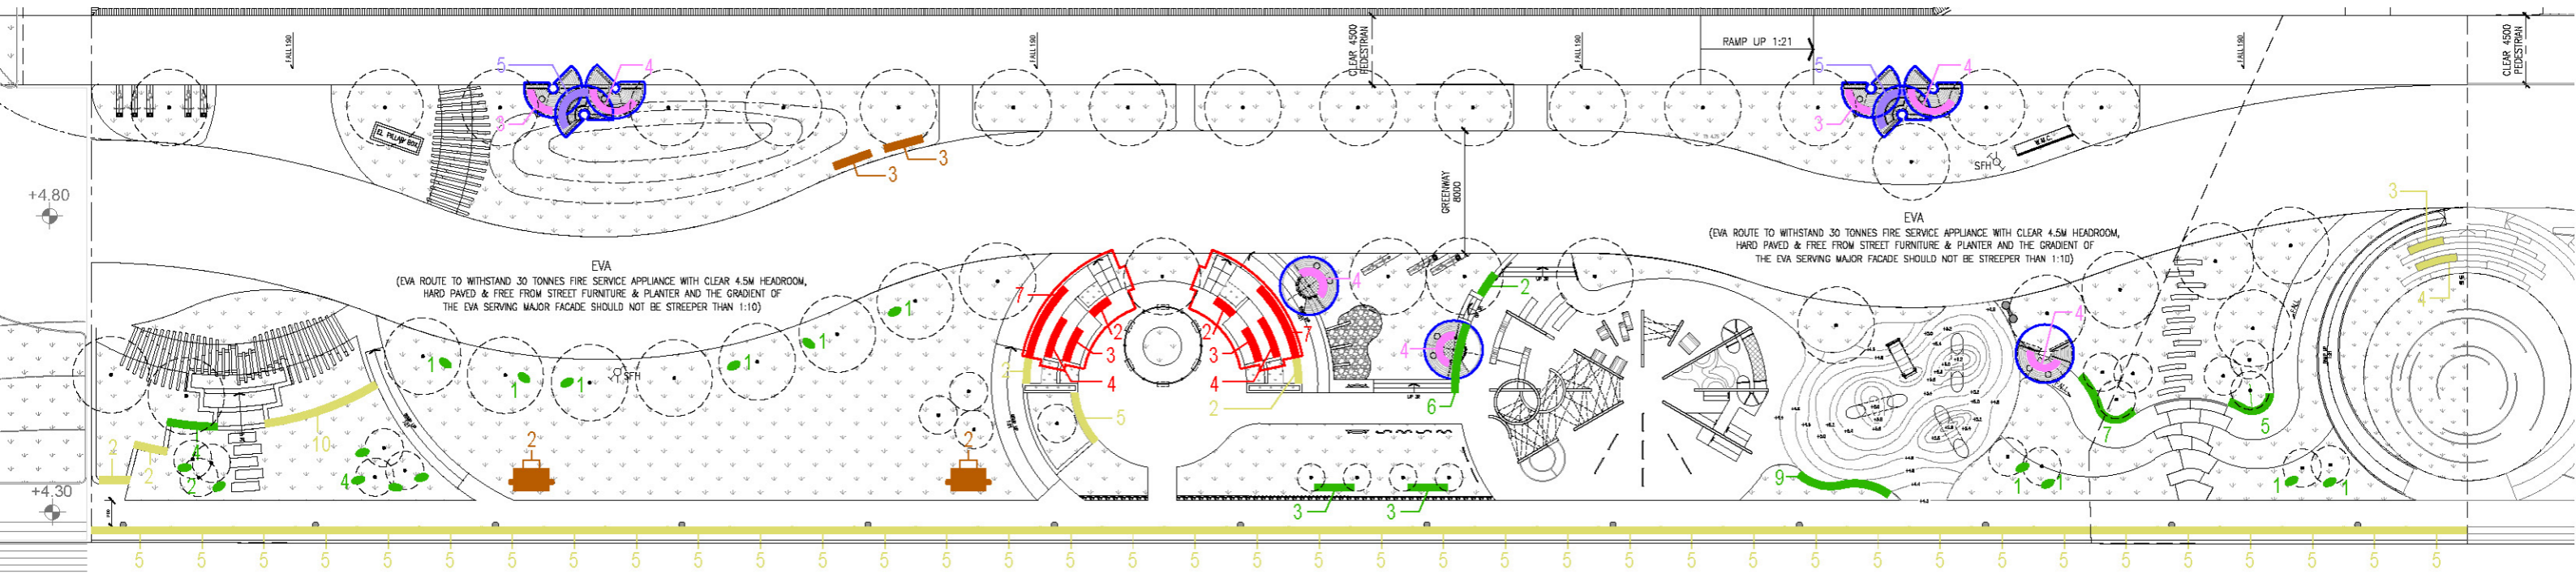 FALL 1:90
FALL 1:90
CLEAR 4500
PEDESTRIAN
FALL 1:90
RAMP UP 1:21
FALL 1:90
CLEAR 4500
PEDESTRIAN
5
4
3
5
4
3
EL PILLAR BOX
3
3
W.M.C.
SFH
+4.80
GREENWAY
8000
3
4
EVA
(EVA ROUTE TO WITHSTAND 30 TONNES FIRE SERVICE APPLIANCE WITH CLEAR 4.5M HEADROOM,
HARD PAVED & FREE FROM STREET FURNITURE & PLANTER AND THE GRADIENT OF
THE EVA SERVING MAJOR FACADE SHOULD NOT BE STREEPER THAN 1:10)
EVA
(EVA ROUTE TO WITHSTAND 30 TONNES FIRE SERVICE APPLIANCE WITH CLEAR 4.5M HEADROOM,
HARD PAVED & FREE FROM STREET FURNITURE & PLANTER AND THE GRADIENT OF
THE EVA SERVING MAJOR FACADE SHOULD NOT BE STREEPER THAN 1:10)
1
1
1
1
1
1
SFH
7
2
3
4
2
7
2
3
4
2
5
4
4
2
6
4
FALL
7
5
2
2
1
10
2
4
2
2
3
3
9
1
1
1
1
+4.30
5 5 5 5 5 5 5 5 5 5 5 5 5 5 5 5 5 5 5 5 5 5 5 5 5 5 5 5 5 5 5 5 5 5 5 5 5 5